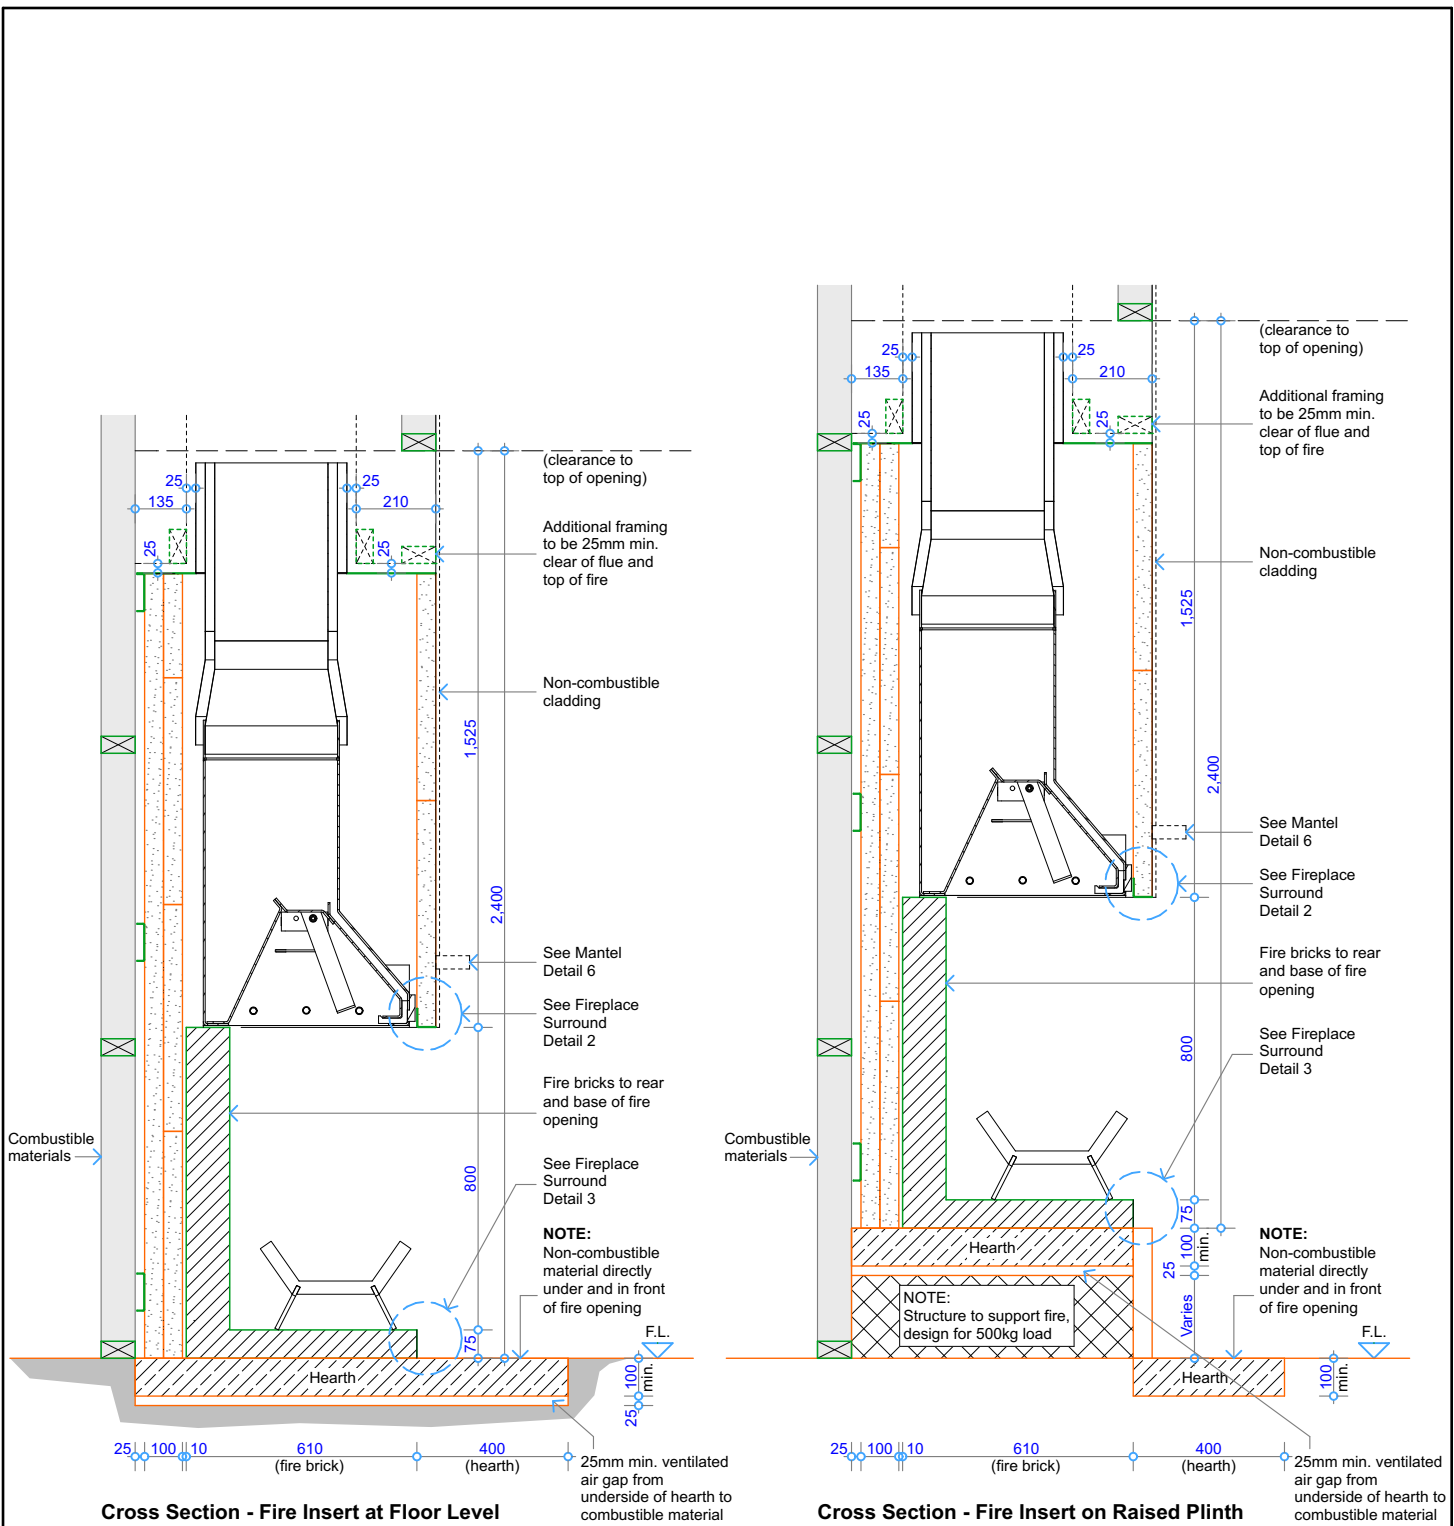 25
25
135
210
25
25
(clearance to
top of opening)
Additional framing
to be 25mm min.
clear of flue and
top of fire
Non-combustible
cladding
1,525
2,400
See Mantel
Detail 6
See Fireplace
Surround
Detail 2
Fire bricks to rear
and base of fire
opening
Combustible
materials
800
See Fireplace
Surround
Detail 3
NOTE:
Non-combustible
material directly
under and in front
of fire opening
75
F.L.
Hearth
100
min.
25
25
100
10
610
(fire brick)
400
(hearth)
25mm min. ventilated
air gap from
underside of hearth to
combustible material
Cross Section - Fire Insert at Floor Level
25
25
135
210
25
25
(clearance to
top of opening)
Additional framing
to be 25mm min.
clear of flue and
top of fire
Non-combustible
cladding
1,525
2,400
See Mantel
Detail 6
See Fireplace
Surround
Detail 2
Fire bricks to rear
and base of fire
opening
See Fireplace
Surround
Detail 3
800
Combustible
materials
75
Hearth
100
min.
25
NOTE:
Structure to support fire,
design for 500kg load
Varies
NOTE:
Non-combustible
material directly
under and in front
of fire opening
F.L.
Hearth
100
min.
25
100
10
610
(fire brick)
400
(hearth)
25mm min. ventilated
air gap from
underside of hearth to
combustible material
Cross Section - Fire Insert on Raised Plinth